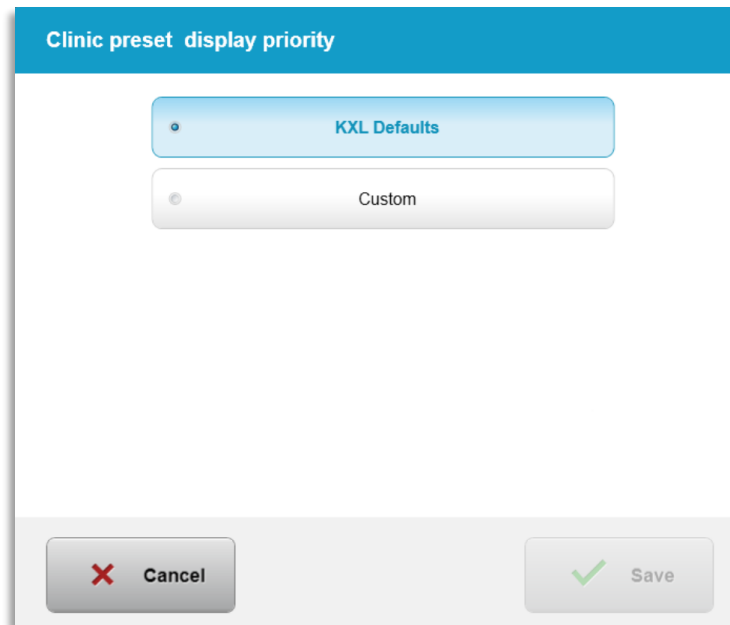 Clinic preset display priority
KXL Defaults
Custom
Cancel
Save